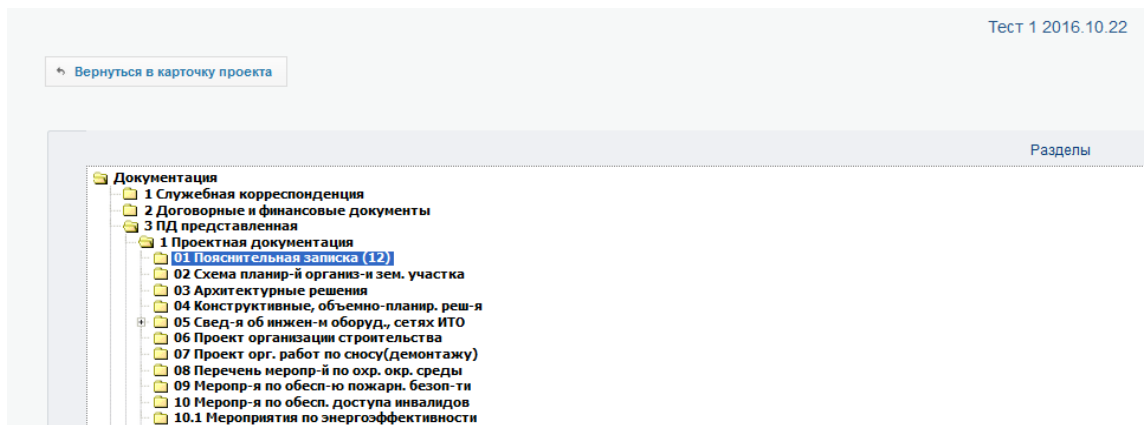 Тест 1 2016.10.22
Вернуться в карточку проекта
Разделы
Документация
1 Служебная корреспонденция
2 Договорные и финансовые документы
3 ПД представленная
1 Проектная документация
01 Пояснительная записка (12)
02 Схема планир-й организ-и зем. участка
03 Архитектурные решения
04 Конструктивные, объемно-планир. реш-я
05 Свед-я об инжен-м оборуд., сетях ИТО
06 Проект организации строительства
07 Проект орг. работ по сносу(демонтажу)
08 Перечень меропр-й по охр. окр. среды
09 Меропр-я по обесп-ю пожарн. безоп-ти
10 Меропр-я по обесп. доступа инвалидов
10.1 Мероприятия по энергоэффективности